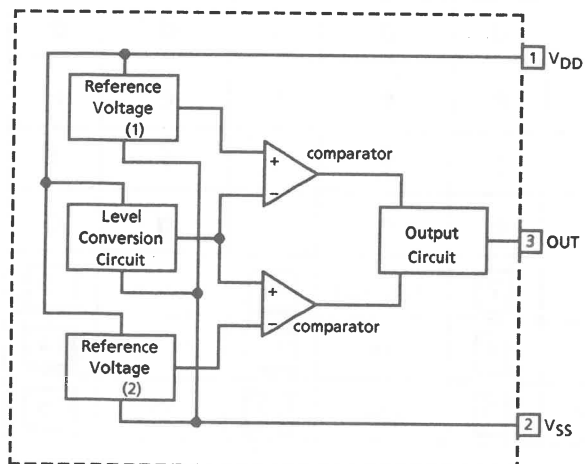 1 VDD
Reference
Voltage
(1)
comparator
+
−
Level
Conversion
Circuit
Output
Circuit
3 OUT
+
−
comparator
Reference
Voltage
(2)
2 VSS